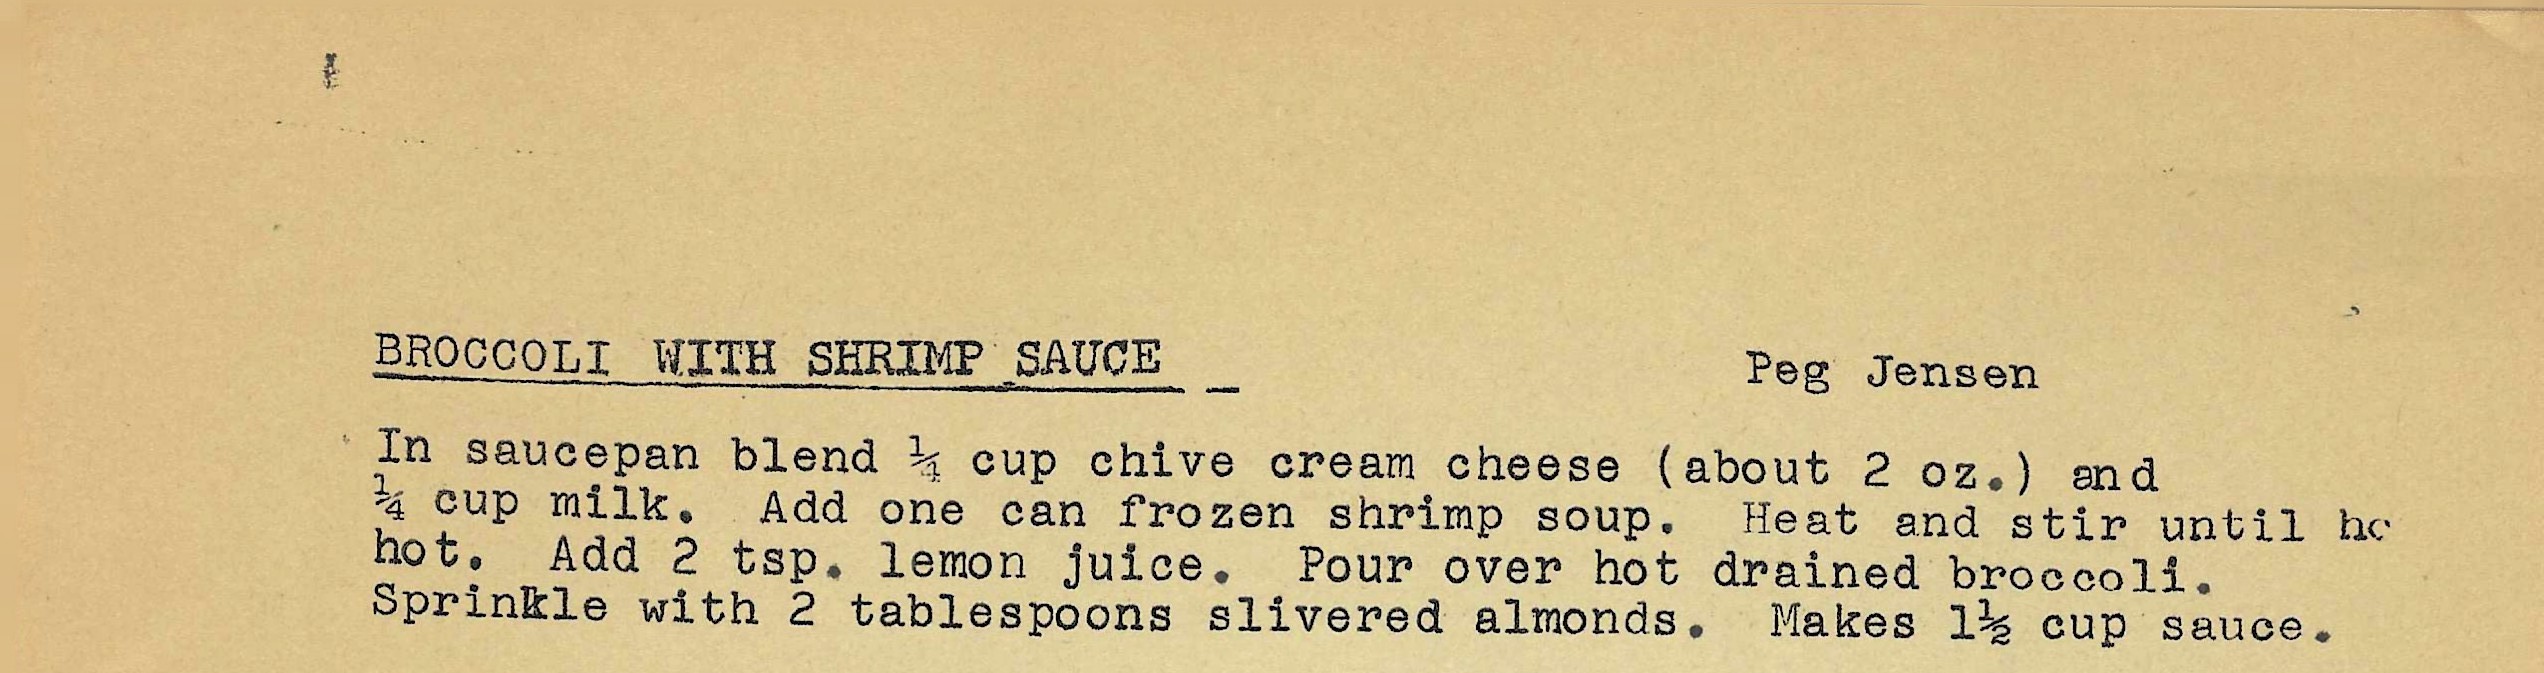 BROCCOLI WITH SHRIMP SAUCE Peg Jensen
In saucepan blend ¼ cup chive cream cheese (about 2 oz.) and
¼ cup milk. Add one can frozen shrimp soup. Heat and stir until ho
hot. Add 2 tsp. lemon juice. Pour over hot drained broccoli.
Sprinkle with 2 tablespoons slivered almonds. Makes 1½ cup sauce.